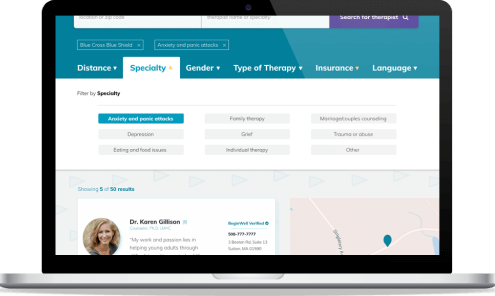 location or zip code
therapist name or specialty
Search for therapist
Blue Cross Blue Shield x
Anxiety and panic attacks x
Distance ▾ Specialty ▾ Gender ▾ Type of Therapy ▾ Insurance ▾ Language ▾
Filter by Specialty
Anxiety and panic attacks Family therapy Marriage/couples counseling
Depression Grief Trauma or abuse
Eating and food issues Individual therapy Other
Showing 5 of 50 results
Dr. Karen Gillison
BeginWell Verified
Counselor, Ph.D, LMHC
508-777-7777
"My work and passion lies in
2 Boston Rd, Suite 13
helping young adults through
Sutton, MA 01590